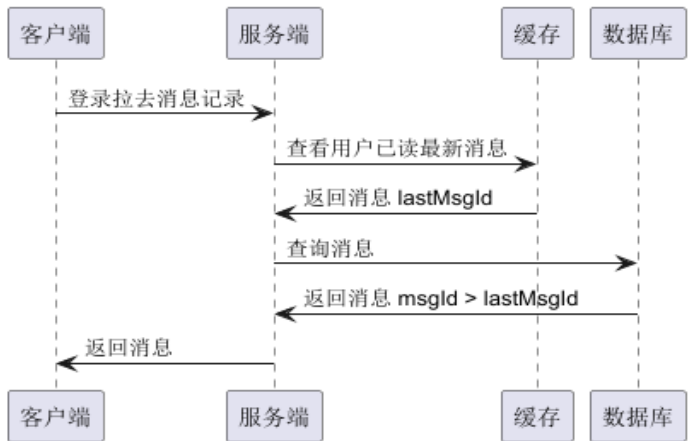 客户端 服务端 缓存 数据库
登录拉去消息记录
查看用户已读最新消息
返回消息 lastMsgId
查询消息
返回消息 msgId > lastMsgId
返回消息
客户端 服务端 缓存 数据库